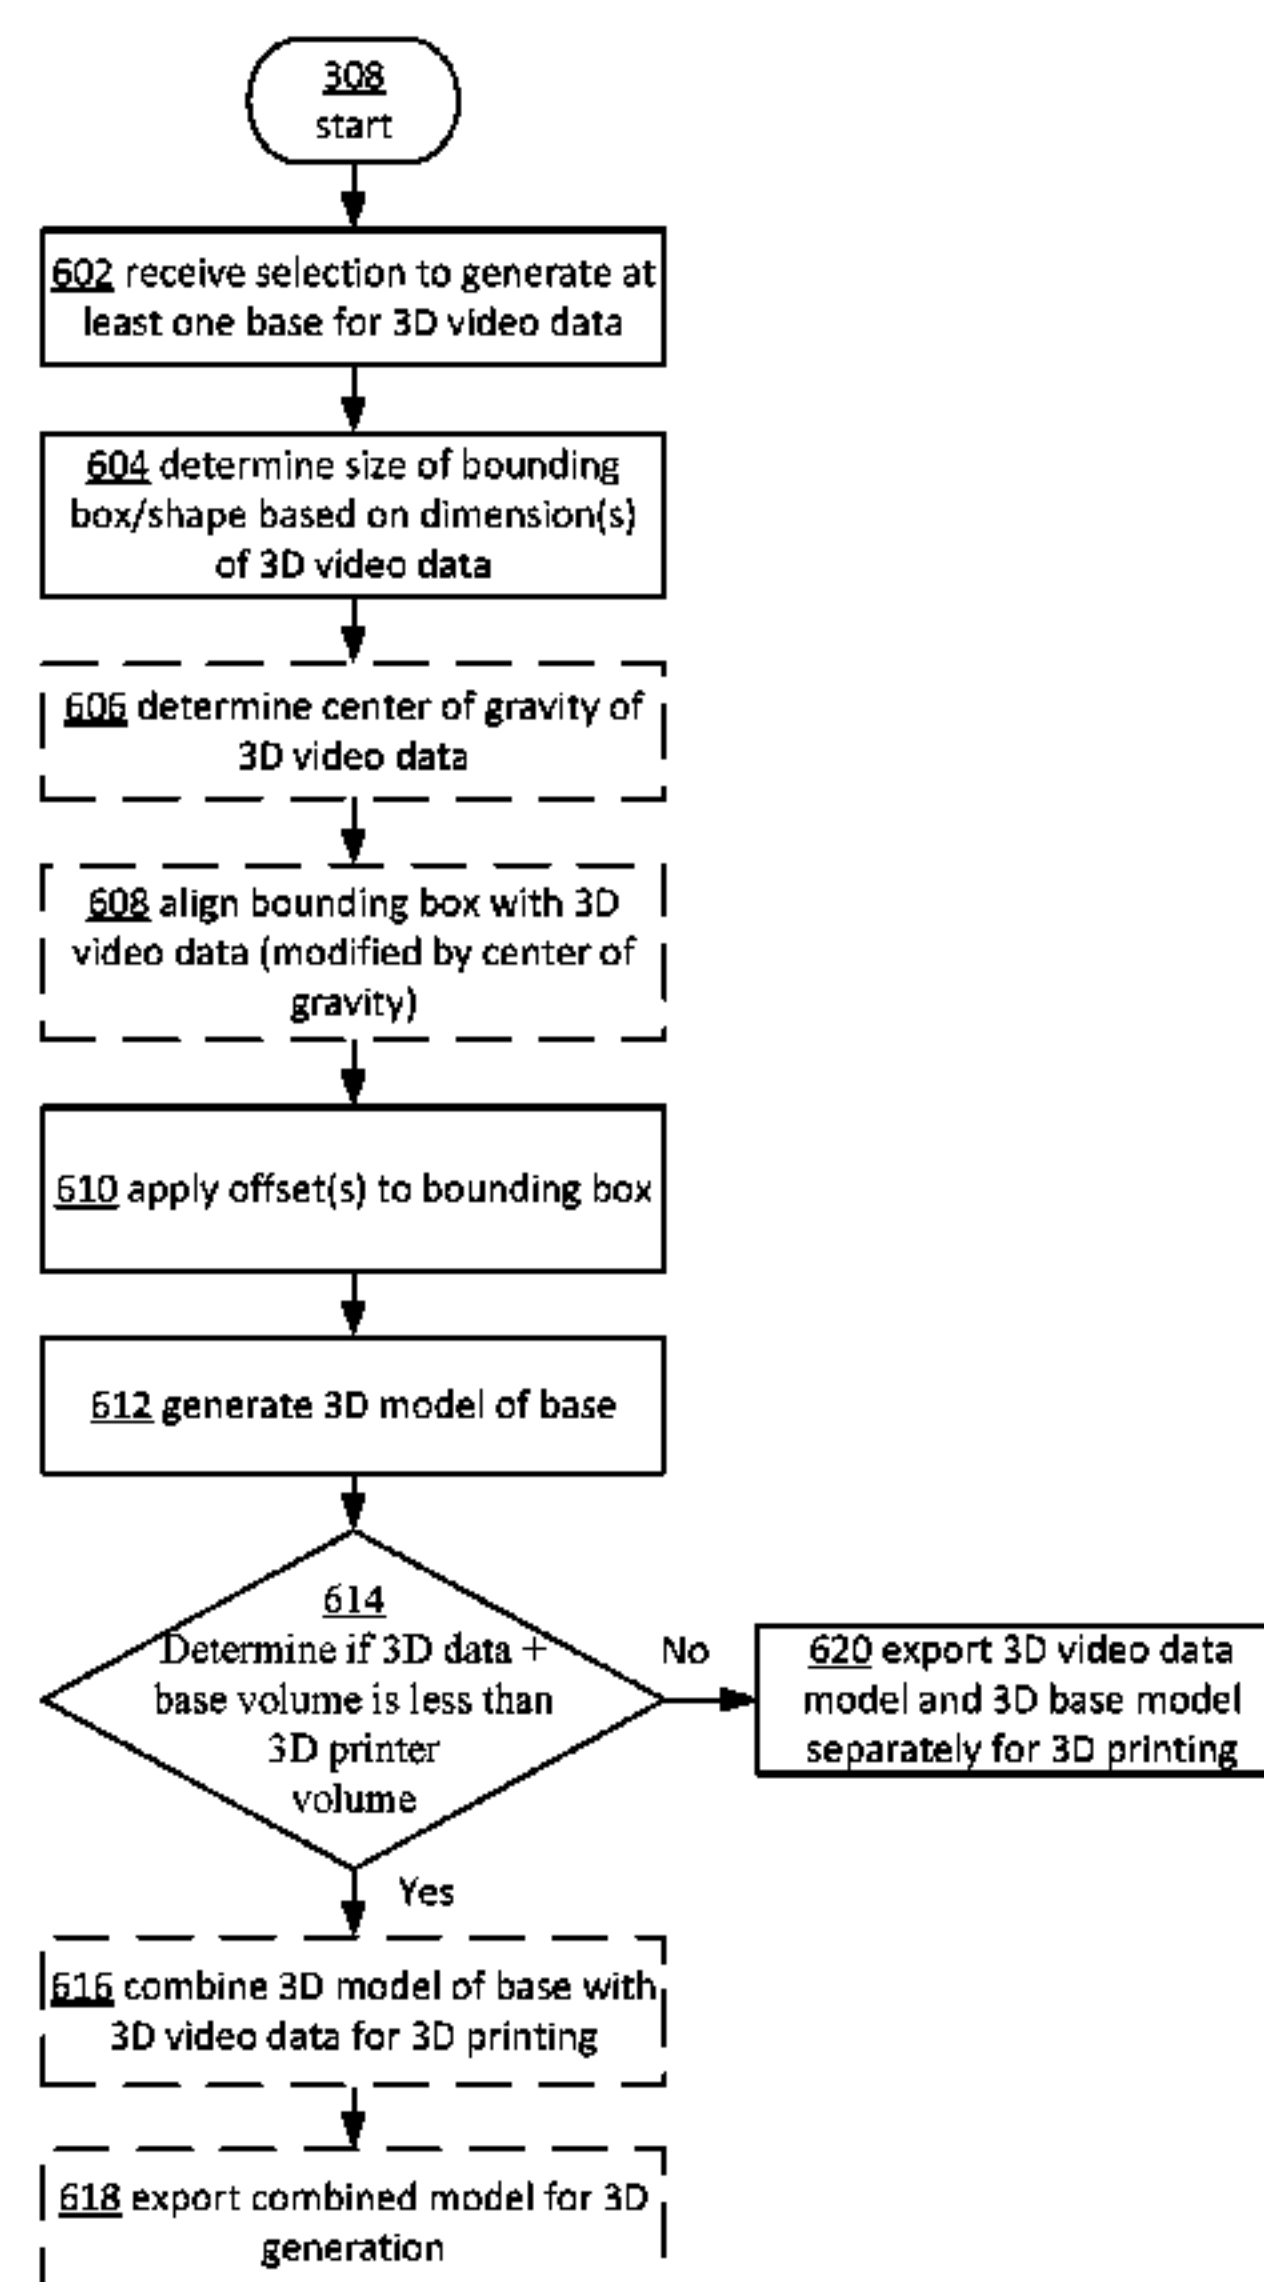 308
start
602 receive selection to generate at
least one base for 3D video data
604 determine size of bounding
box/shape based on dimension(s)
of 3D video data
606 determine center of gravity of
3D video data
608 align bounding box with 3D
video data (modified by center of
gravity)
610 apply offset(s) to bounding box
612 generate 3D model of base
614
Determine if 3D data +
base volume is less than
3D printer
volume
No
620 export 3D video data
model and 3D base model
separately for 3D printing
Yes
616 combine 3D model of base with
3D video data for 3D printing
618 export combined model for 3D
generation